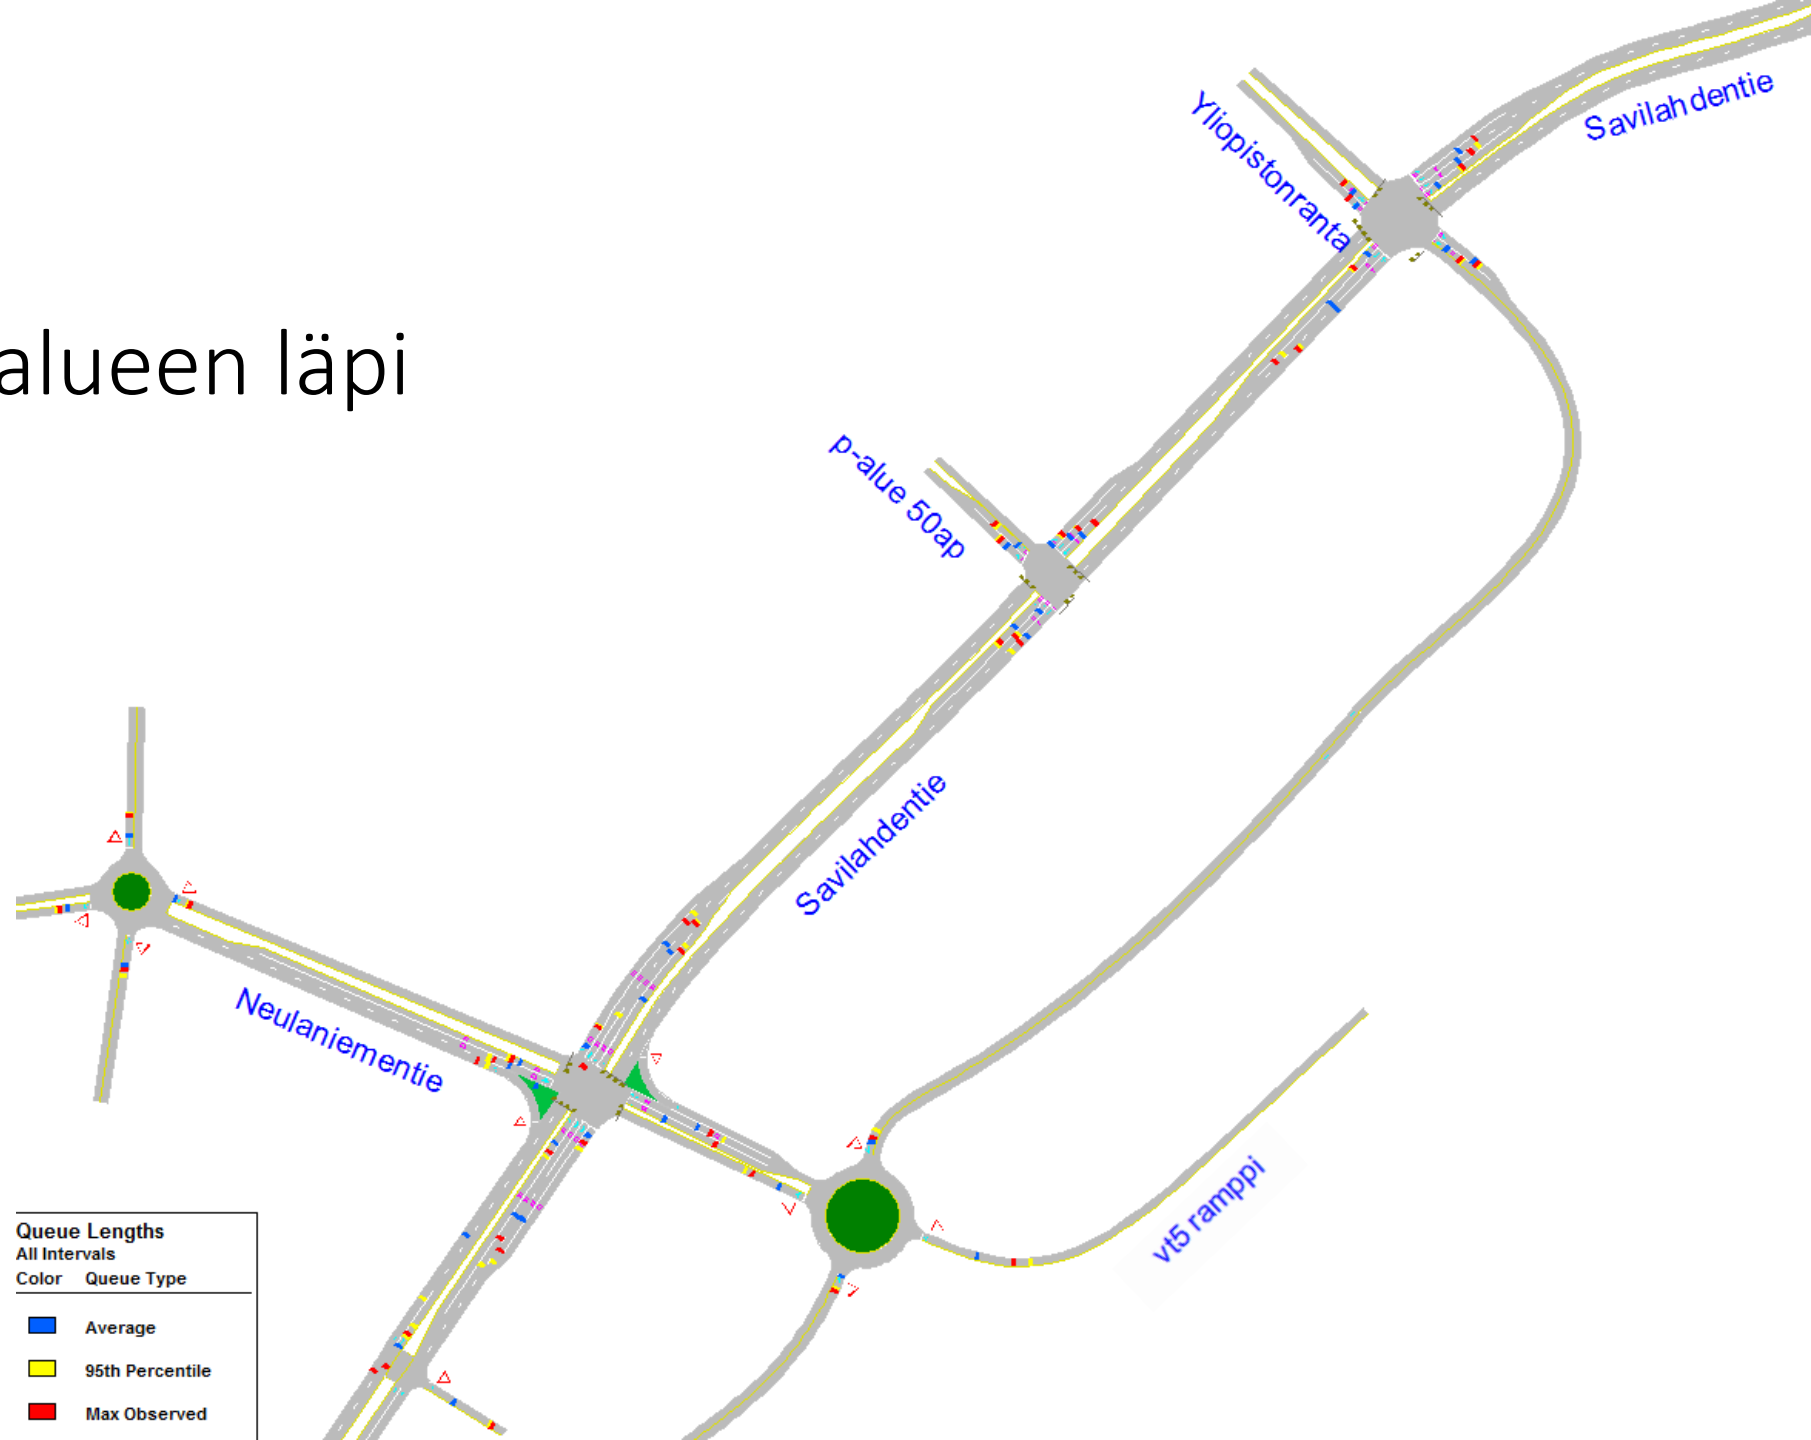 Savilahdentie
Yliopistonranta
alueen läpi
p-alue 50ap
Savilahdentie
Neulaniementie
vt5 ramppi
Queue Lengths
All Intervals
Color Queue Type
Average
95th Percentile
Max Observed